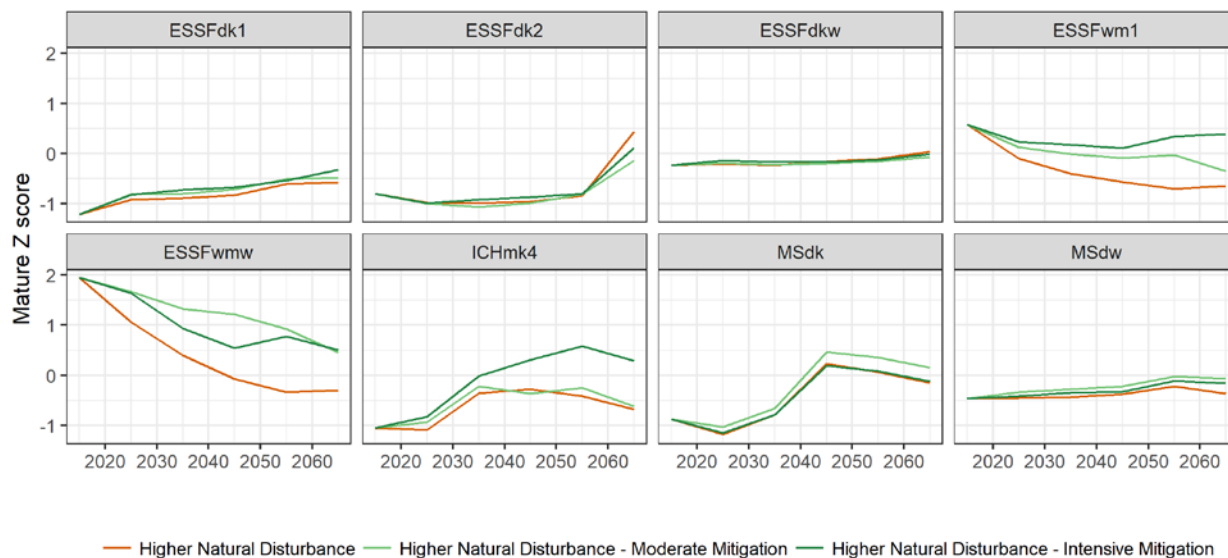 ESSFdk1 ESSFdk2 ESSFdkw ESSFwm1
2
1
0
-1
ESSFwmw ICHmk4 MSdk MSdw
2
1
0
-1
Mature Z score
2020 2030 2040 2050 2060 2020 2030 2040 2050 2060 2020 2030 2040 2050 2060 2020 2030 2040 2050 2060
Higher Natural Disturbance Higher Natural Disturbance - Moderate Mitigation Higher Natural Disturbance - Intensive Mitigation